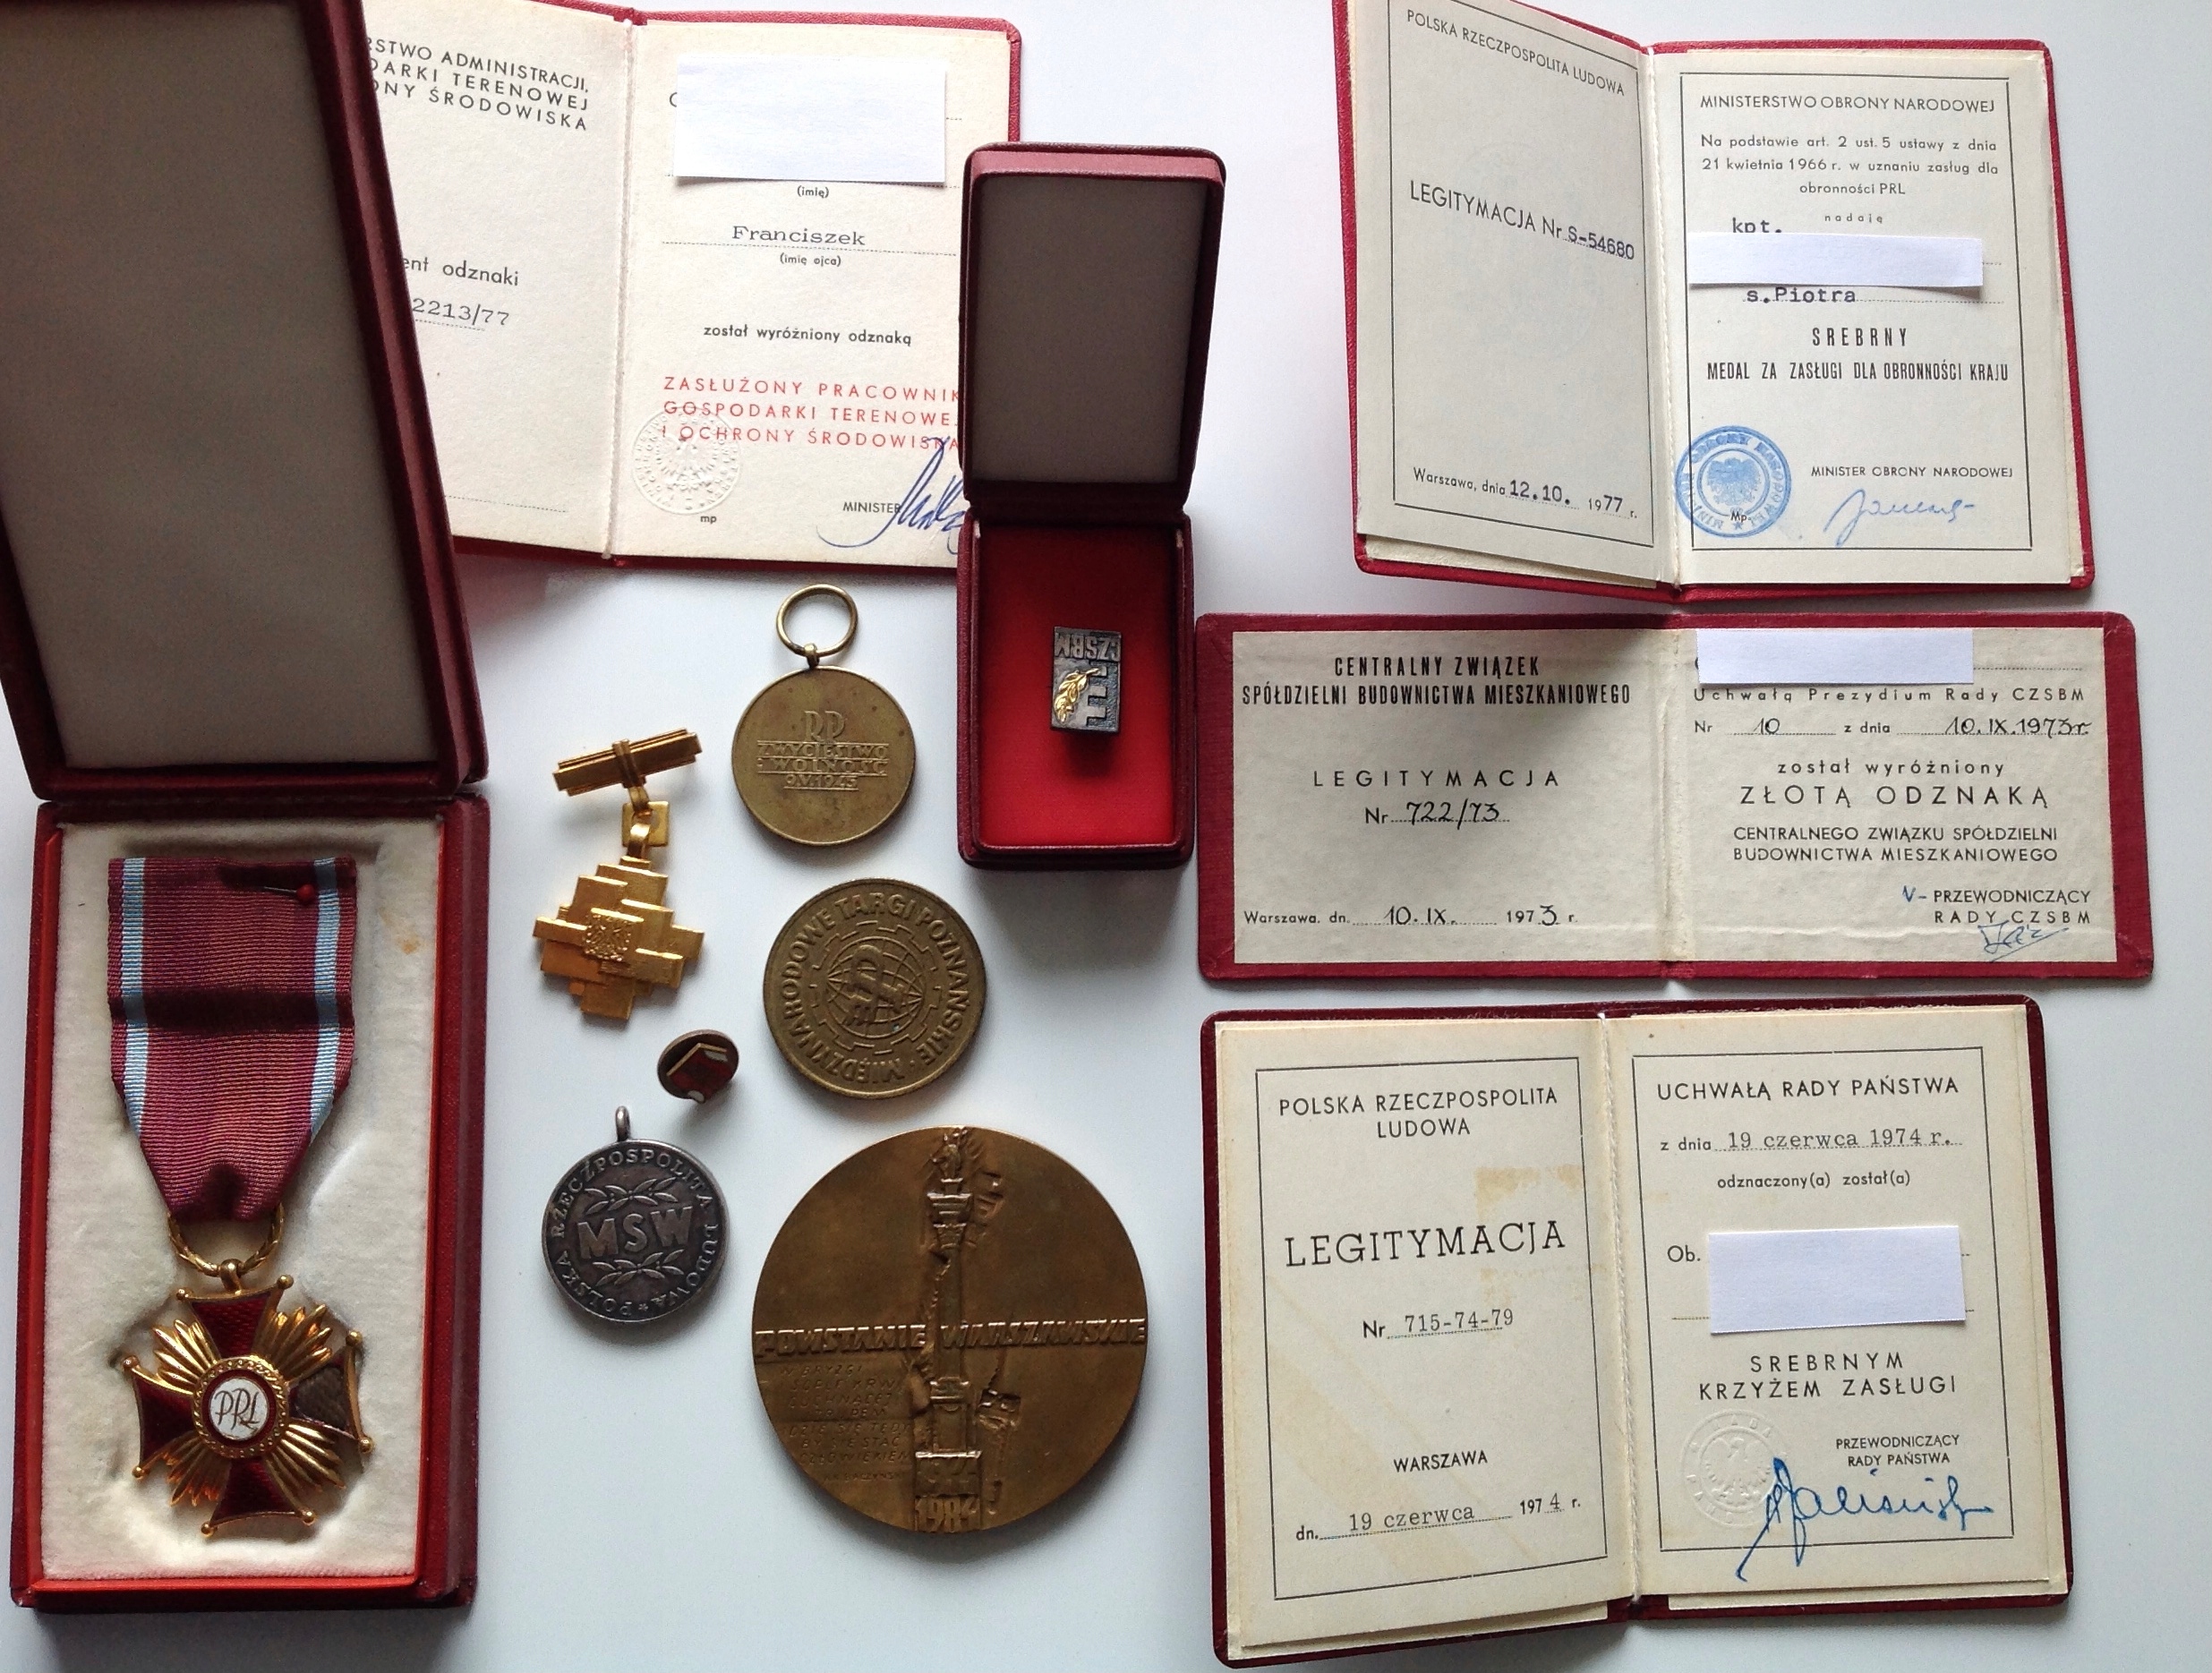 RSTWO ADMINISTRACJI,
DARKI TERENOWEJ
ONY ŚRODOWISKA
ent odznaki
2213/77
(imię)
Franciszek
(imię ojca)
został wyróżniony odznaką
ZASŁUŻONY PRACOWNIK
GOSPODARKI TERENOWEJ
I OCHRONY ŚRODOWISKA
mp
MINISTER
POLSKA RZECZPOSPOLITA LUDOWA
LEGITYMACJA Nr S-54680
Warszawa, dnia 12.10. 1977 r.
MINISTERSTWO OBRONY NARODOWEJ
Na podstawie art. 2 ust. 5 ustawy z dnia
21 kwietnia 1966 r. w uznaniu zasług dla
obronności PRL
nadaję
kpt.
s.Piotra
SREBRNY
MEDAL ZA ZASŁUGI DLA OBRONNOŚCI KRAJU
MINISTER OBRONY NARODOWEJ
Mp.
CZSBM
RP
ZWYCIĘSTWO
I WOLNOŚĆ
9.V.1945
MIĘDZYNARODOWE TARGI POZNAŃSKIE
MTP
POLSKA RZECZPOSPOLITA LUDOWA
MSW
POWSTANIE WARSZAWSKIE
1944
1984
PRL
CENTRALNY ZWIĄZEK
SPÓŁDZIELNI BUDOWNICTWA MIESZKANIOWEGO
LEGITYMACJA
Nr 722/73
Warszawa, dn. 10.IX. 1973 r.
Uchwałą Prezydium Rady CZSBM
Nr 10 z dnia 10.IX.1973r.
został wyróżniony
ZŁOTĄ ODZNAKĄ
CENTRALNEGO ZWIĄZKU SPÓŁDZIELNI
BUDOWNICTWA MIESZKANIOWEGO
V- PRZEWODNICZĄCY
RADY CZSBM
POLSKA RZECZPOSPOLITA
LUDOWA
LEGITYMACJA
Nr 715-74-79
WARSZAWA
dn. 19 czerwca 1974 r.
UCHWAŁĄ RADY PAŃSTWA
z dnia 19 czerwca 1974 r.
odznaczony(a) został(a)
Ob.
SREBRNYM
KRZYŻEM ZASŁUGI
PRZEWODNICZĄCY
RADY PAŃSTWA